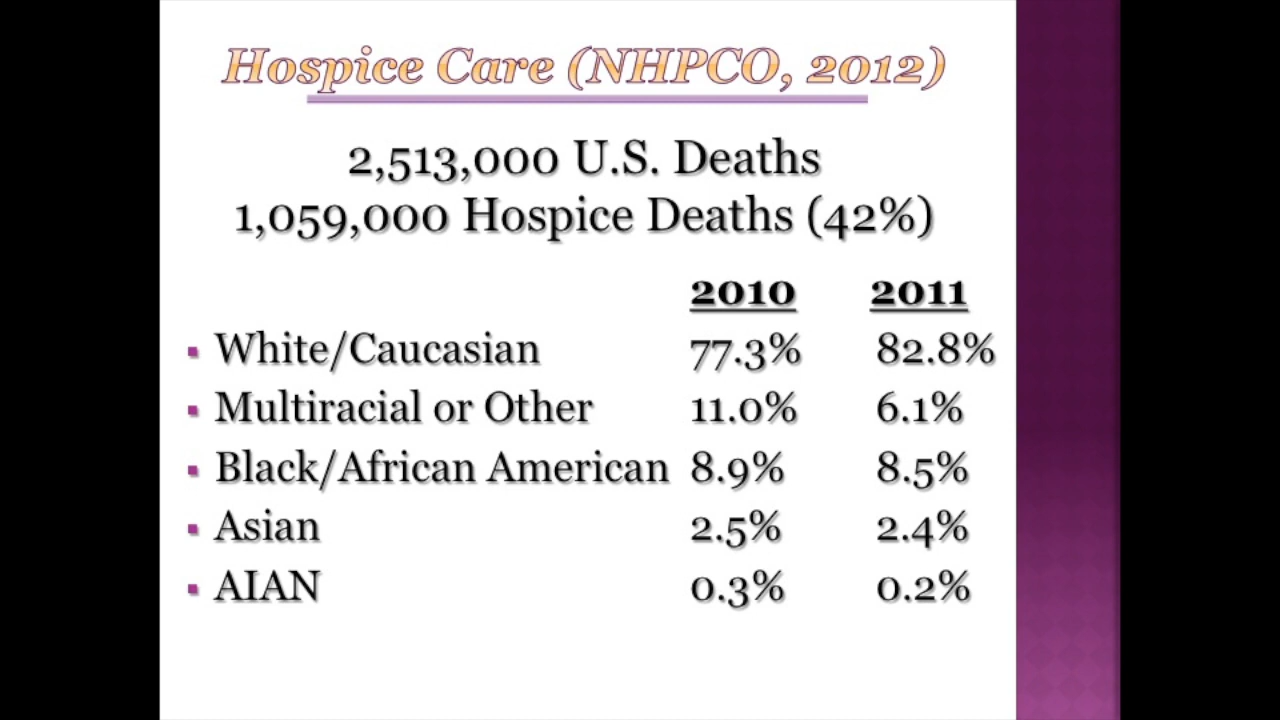 Hospice Care (NHPCO, 2012)
2,513,000 U.S. Deaths
1,059,000 Hospice Deaths (42%)
2010 2011
▪ White/Caucasian 77.3% 82.8%
▪ Multiracial or Other 11.0% 6.1%
▪ Black/African American 8.9% 8.5%
▪ Asian 2.5% 2.4%
▪ AIAN 0.3% 0.2%